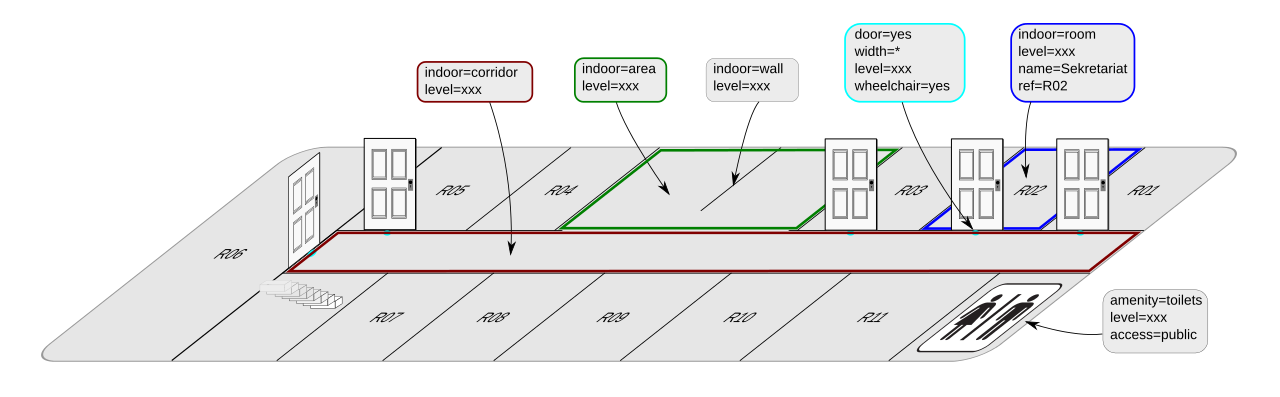 door=yes
width=*
level=xxx
wheelchair=yes
indoor=room
level=xxx
name=Sekretariat
ref=R02
indoor=corridor
level=xxx
indoor=area
level=xxx
indoor=wall
level=xxx
R05
R04
R03
R02
R01
R06
R07
R08
R09
R10
R11
amenity=toilets
level=xxx
access=public